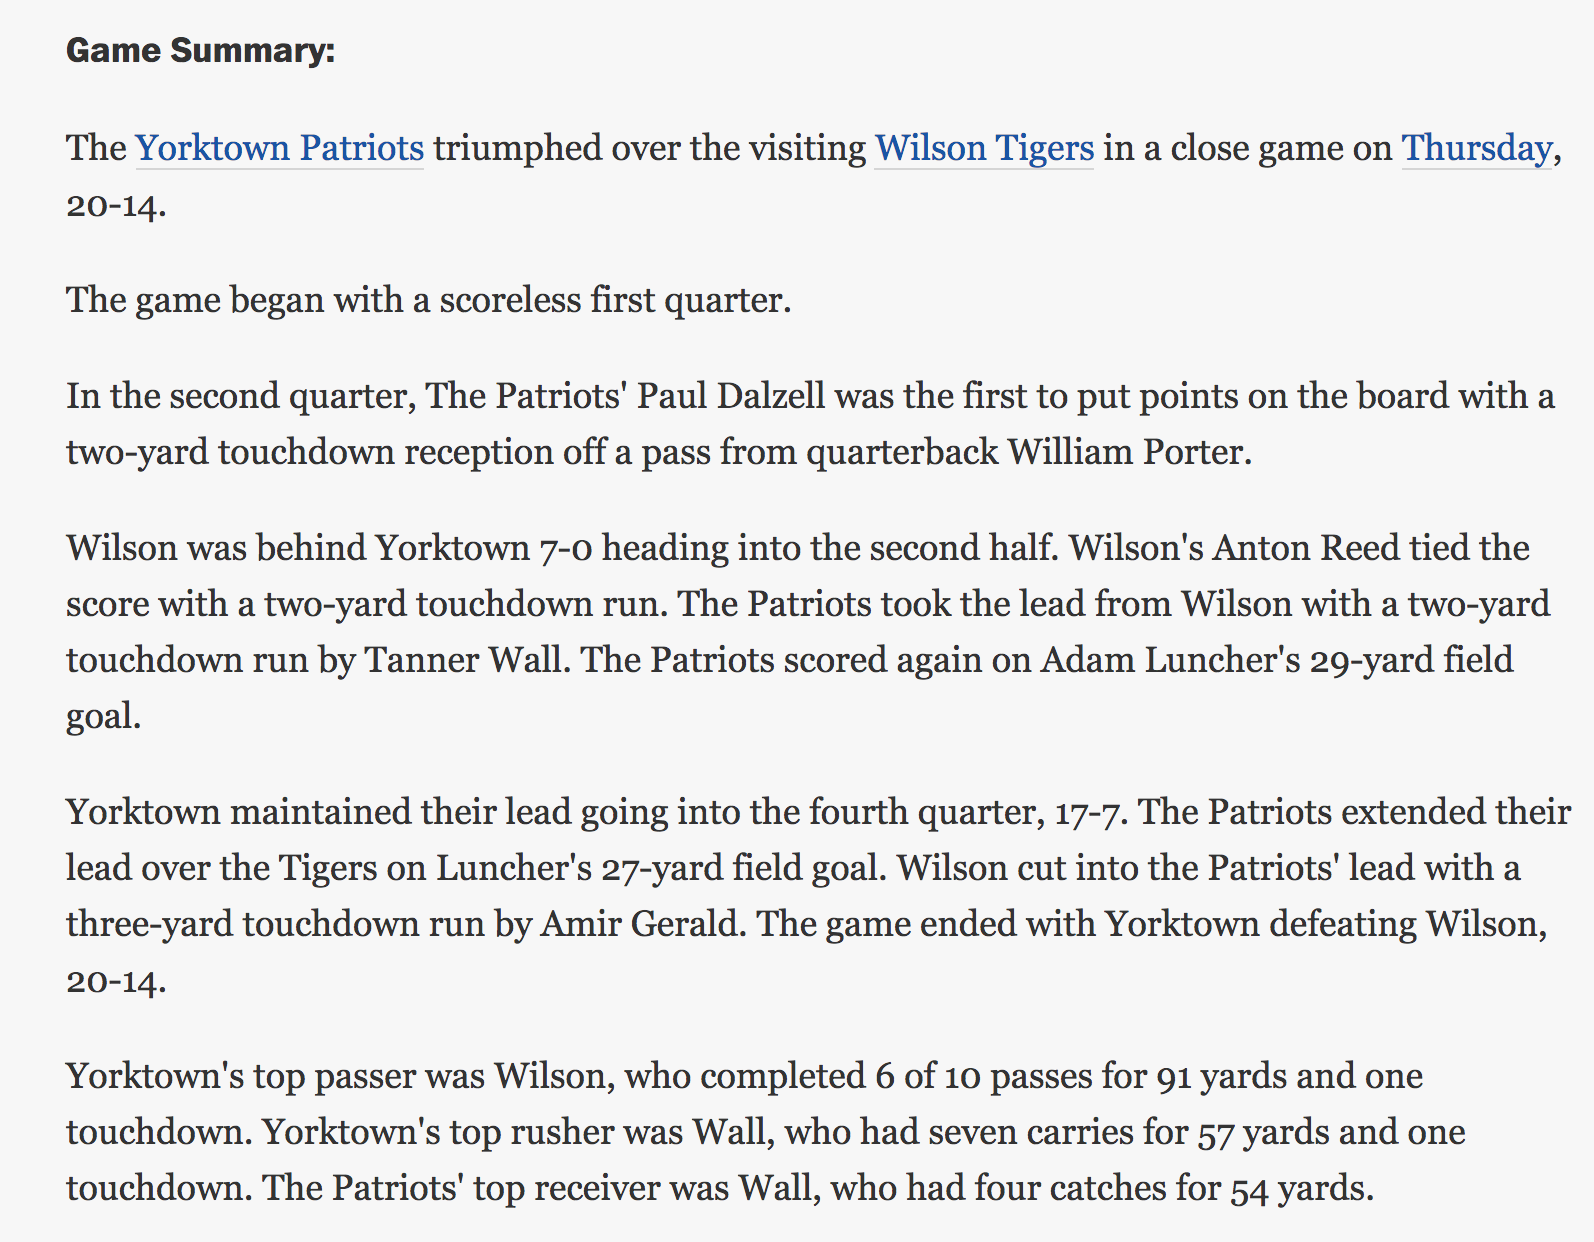 Game Summary:
The Yorktown Patriots triumphed over the visiting Wilson Tigers in a close game on Thursday,
20-14.
The game began with a scoreless first quarter.
In the second quarter, The Patriots' Paul Dalzell was the first to put points on the board with a
two-yard touchdown reception off a pass from quarterback William Porter.
Wilson was behind Yorktown 7-0 heading into the second half. Wilson's Anton Reed tied the
score with a two-yard touchdown run. The Patriots took the lead from Wilson with a two-yard
touchdown run by Tanner Wall. The Patriots scored again on Adam Luncher's 29-yard field
goal.
Yorktown maintained their lead going into the fourth quarter, 17-7. The Patriots extended their
lead over the Tigers on Luncher's 27-yard field goal. Wilson cut into the Patriots' lead with a
three-yard touchdown run by Amir Gerald. The game ended with Yorktown defeating Wilson,
20-14.
Yorktown's top passer was Wilson, who completed 6 of 10 passes for 91 yards and one
touchdown. Yorktown's top rusher was Wall, who had seven carries for 57 yards and one
touchdown. The Patriots' top receiver was Wall, who had four catches for 54 yards.